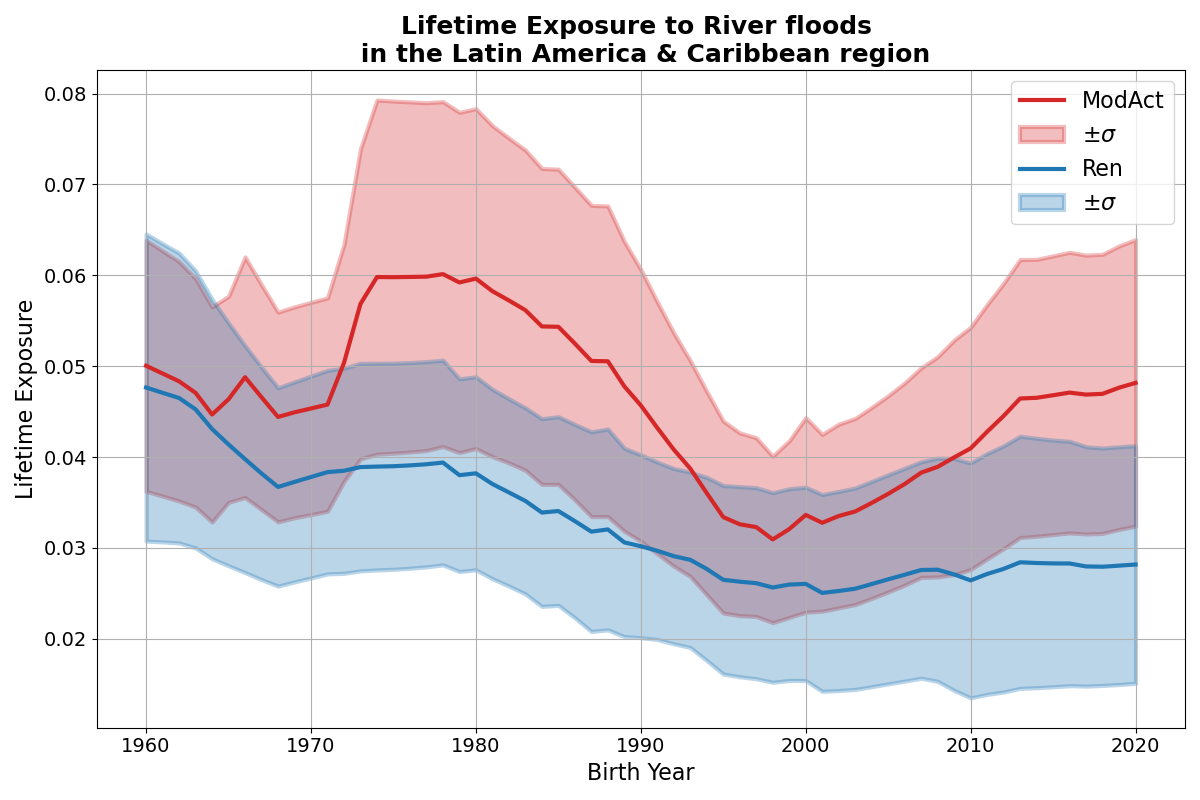 Lifetime Exposure to River floods
in the Latin America & Caribbean region
Lifetime Exposure
0.08
0.07
0.06
0.05
0.04
0.03
0.02
ModAct
±σ
Ren
±σ
1960
1970
1980
1990
2000
2010
2020
Birth Year